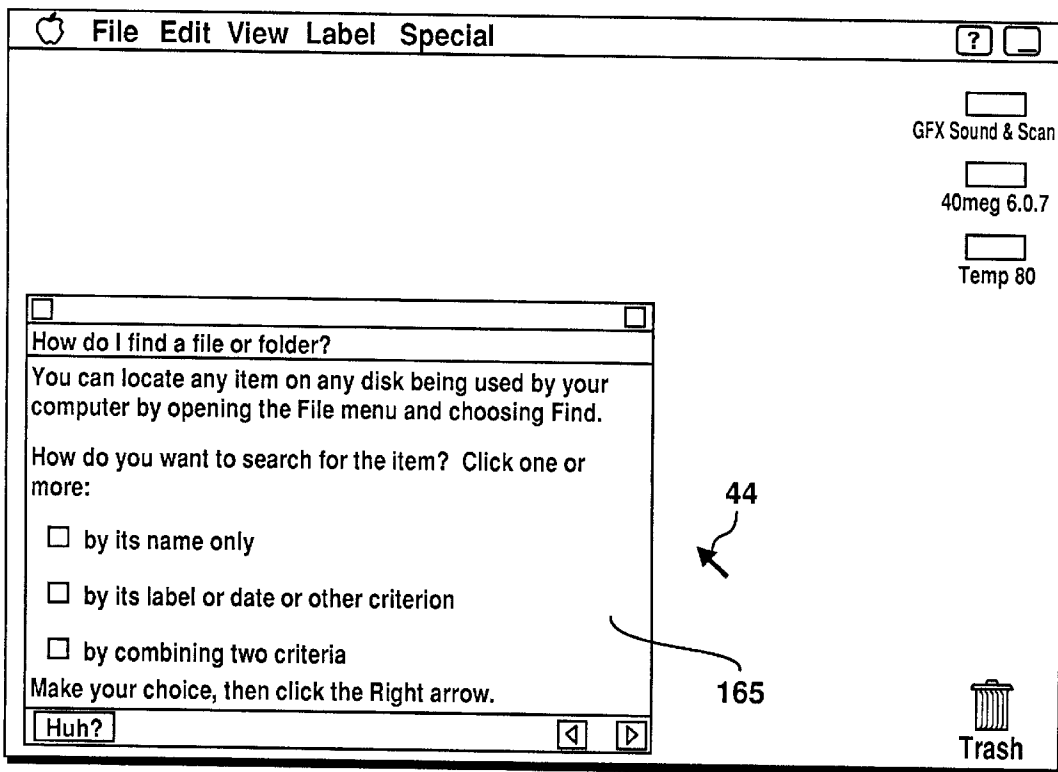 File Edit View Label Special ?
GFX Sound & Scan
40meg 6.0.7
Temp 80
How do I find a file or folder?
You can locate any item on any disk being used by your
computer by opening the File menu and choosing Find.
How do you want to search for the item? Click one or
more:
by its name only
by its label or date or other criterion
by combining two criteria
Make your choice, then click the Right arrow.
Huh?
44
165
Trash